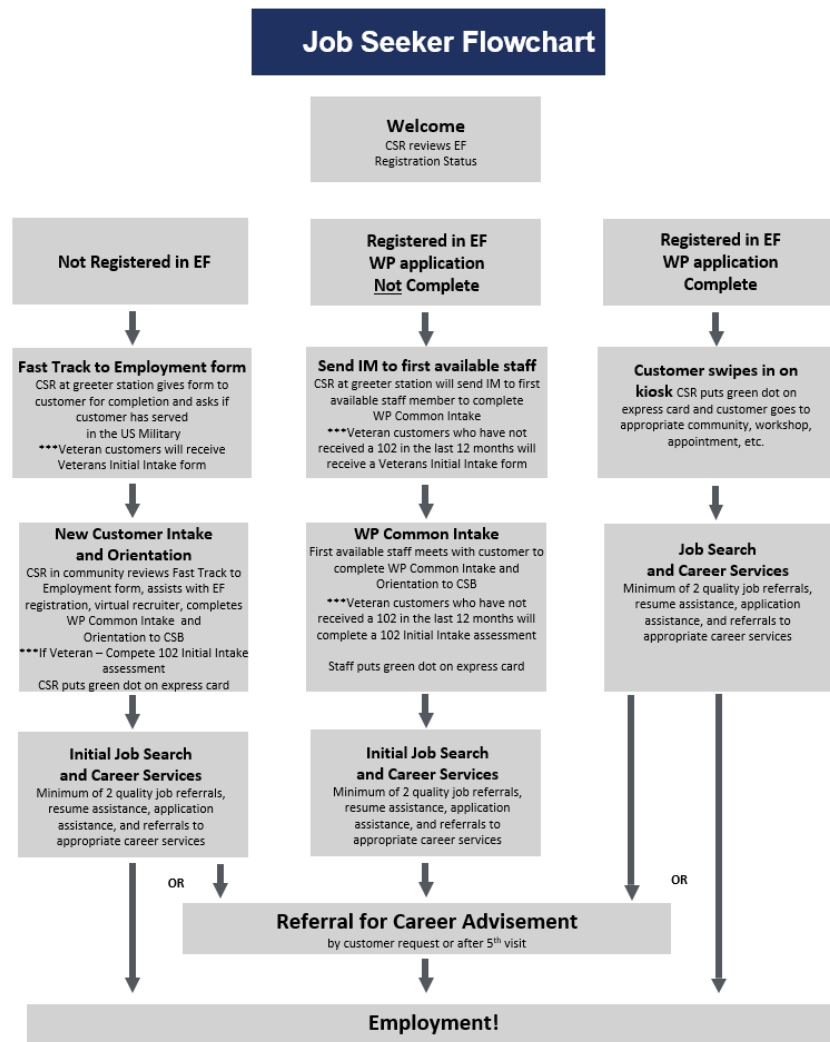 Job Seeker Flowchart
Welcome
CSR reviews EF
Registration Status
Not Registered in EF
Registered in EF
WP application
Not Complete
Registered in EF
WP application
Complete
Fast Track to Employment form
CSR at greeter station gives form to
customer for completion and asks if
customer has served
in the US Military
***Veteran customers will receive
Veterans Initial Intake form
Send IM to first available staff
CSR at greeter station will send IM to first
available staff member to complete
WP Common Intake
***Veteran customers who have not
received a 102 in the last 12 months will
receive a Veterans Initial Intake form
Customer swipes in on
kiosk CSR puts green dot on
express card and customer goes to
appropriate community, workshop,
appointment, etc.
New Customer Intake
and Orientation
CSR in community reviews Fast Track to
Employment form, assists with EF
registration, virtual recruiter, completes
WP Common Intake and
Orientation to CSB
***If Veteran – Compete 102 Initial Intake
assessment
CSR puts green dot on express card
WP Common Intake
First available staff meets with customer to
complete WP Common Intake and
Orientation to CSB
***Veteran customers who have not
received a 102 in the last 12 months will
complete a 102 Initial Intake assessment
Staff puts green dot on express card
Job Search
and Career Services
Minimum of 2 quality job referrals,
resume assistance, application
assistance, and referrals to
appropriate career services
Initial Job Search
and Career Services
Minimum of 2 quality job referrals,
resume assistance, application
assistance, and referrals to
appropriate career services
Initial Job Search
and Career Services
Minimum of 2 quality job referrals,
resume assistance, application
assistance, and referrals to
appropriate career services
OR
OR
Referral for Career Advisement
by customer request or after 5th visit
Employment!